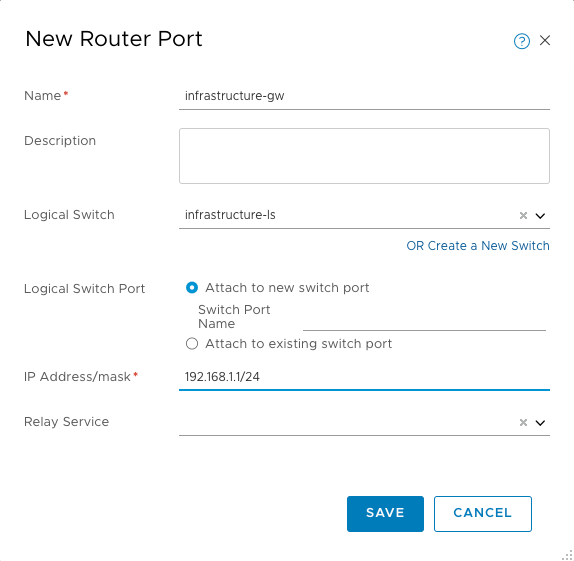 New Router Port
Name*
infrastructure-gw
Description
Logical Switch
infrastructure-ls
OR Create a New Switch
Logical Switch Port
Attach to new switch port
Switch Port
Name
Attach to existing switch port
IP Address/mask*
192.168.1.1/24
Relay Service
SAVE
CANCEL